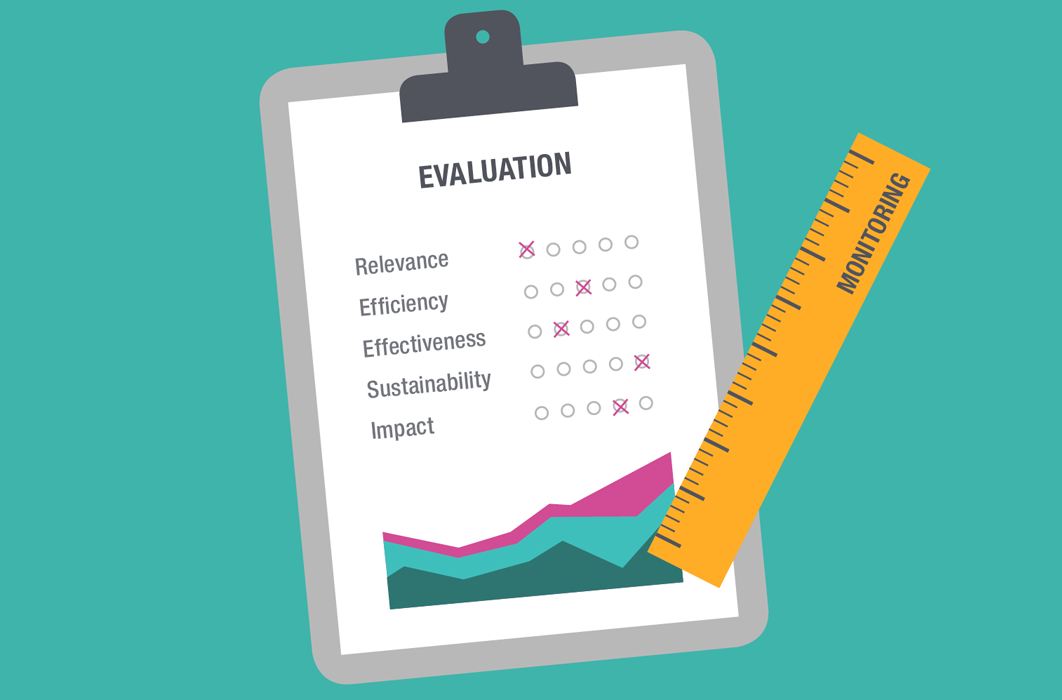 EVALUATION
Relevance
Efficiency
Effectiveness
Sustainability
Impact
MONITORING